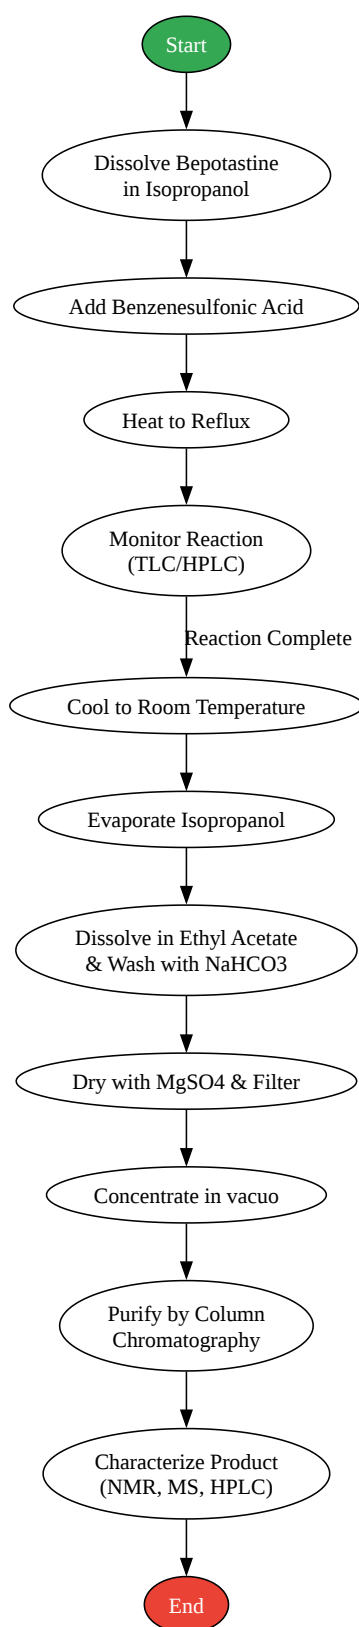 Start
Dissolve Bepotastine
in Isopropanol
Add Benzenesulfonic Acid
Heat to Reflux
Monitor Reaction
(TLC/HPLC)
Reaction Complete
Cool to Room Temperature
Evaporate Isopropanol
Dissolve in Ethyl Acetate
& Wash with NaHCO3
Dry with MgSO4 & Filter
Concentrate in vacuo
Purify by Column
Chromatography
Characterize Product
(NMR, MS, HPLC)
End